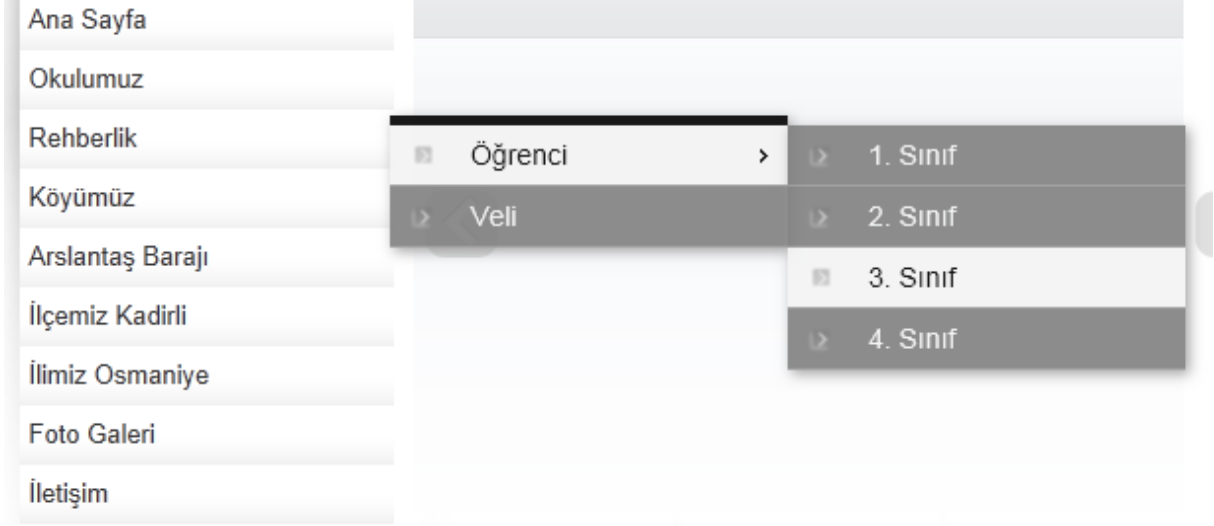 Ana Sayfa
Okulumuz
Rehberlik
Köyümüz
Arslantaş Barajı
İlçemiz Kadirli
İlimiz Osmaniye
Foto Galeri
İletişim
Öğrenci
Veli
1. Sınıf
2. Sınıf
3. Sınıf
4. Sınıf